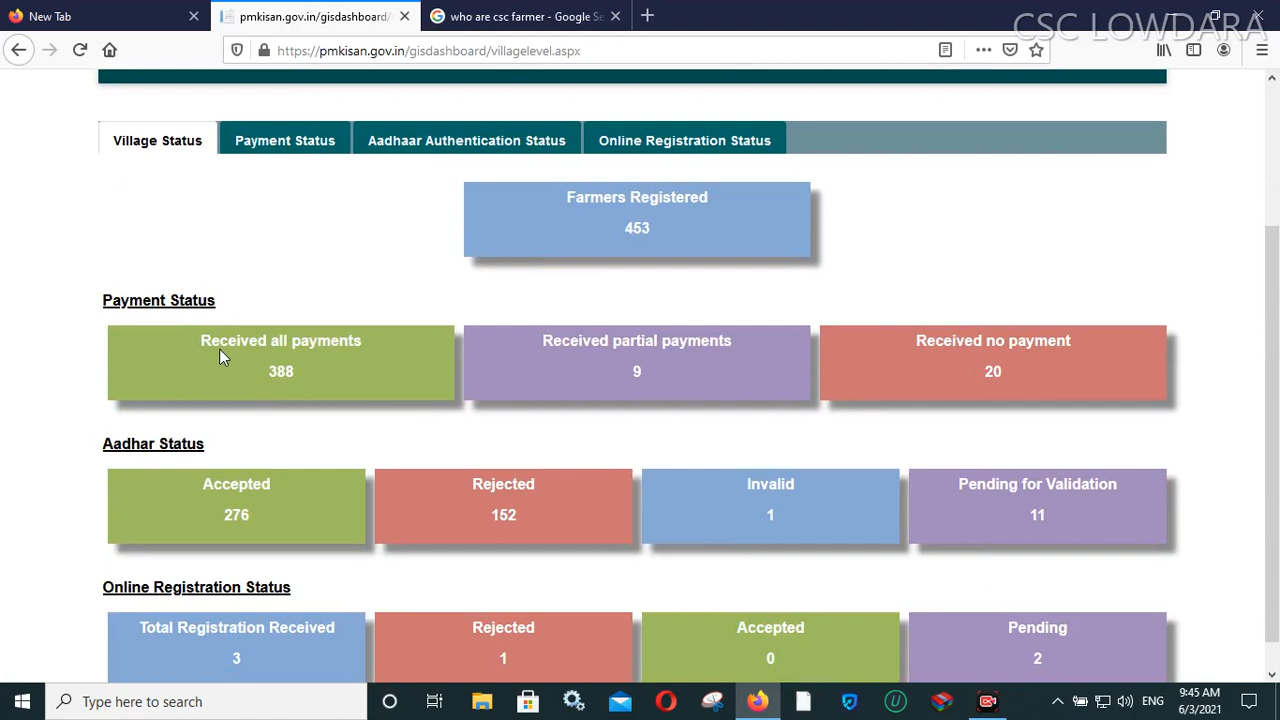 New Tab
pmkisan.gov.in/gisdashboard/
who are csc farmer - Google Se
CSC LOWDARA
https://pmkisan.gov.in/gisdashboard/villagelevel.aspx
Village Status
Payment Status
Aadhaar Authentication Status
Online Registration Status
Farmers Registered
453
Payment Status
Received all payments
388
Received partial payments
9
Received no payment
20
Aadhar Status
Accepted
276
Rejected
152
Invalid
1
Pending for Validation
11
Online Registration Status
Total Registration Received
3
Rejected
1
Accepted
0
Pending
2
Type here to search
ENG
9:45 AM
6/3/2021